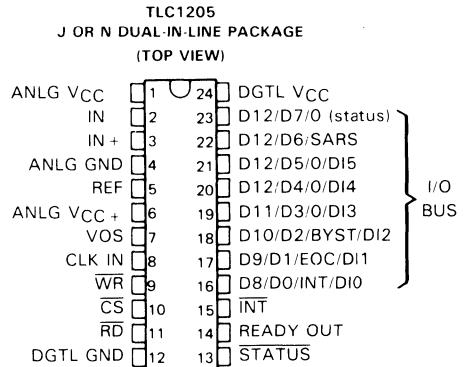 TLC1205
J OR N DUAL-IN-LINE PACKAGE
(TOP VIEW)
ANLG VCC 1 24 DGTL VCC
IN 2 23 D12/D7/0 (status)
IN + 3 22 D12/D6/SARS
ANLG GND 4 21 D12/D5/0/DI5
REF 5 20 D12/D4/0/DI4
ANLG VCC + 6 19 D11/D3/0/DI3
VOS 7 18 D10/D2/BYST/DI2
CLK IN 8 17 D9/D1/EOC/DI1
WR 9 16 D8/D0/INT/DI0
CS 10 15 INT
RD 11 14 READY OUT
DGTL GND 12 13 STATUS
I/O
BUS